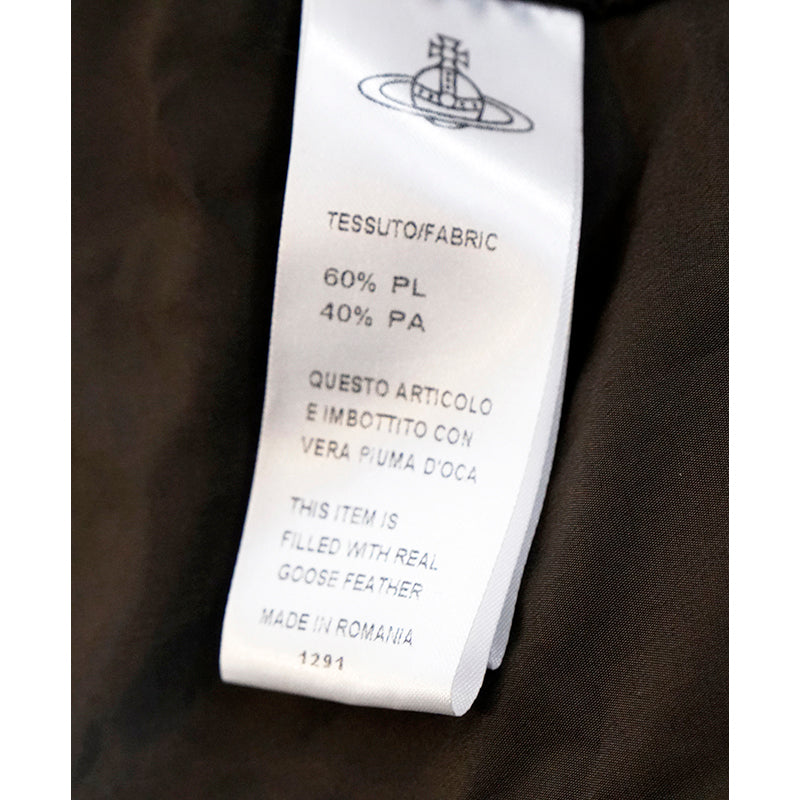 TESSUTO/FABRIC
60% PL
40% PA
QUESTO ARTICOLO
E IMBOTTITO CON
VERA PIUMA D'OCA
THIS ITEM IS
FILLED WITH REAL
GOOSE FEATHER
MADE IN ROMANIA
1291